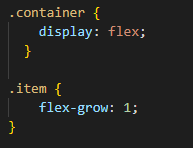 .container {
    display: flex;
  }

.item {
    flex-grow: 1;
}